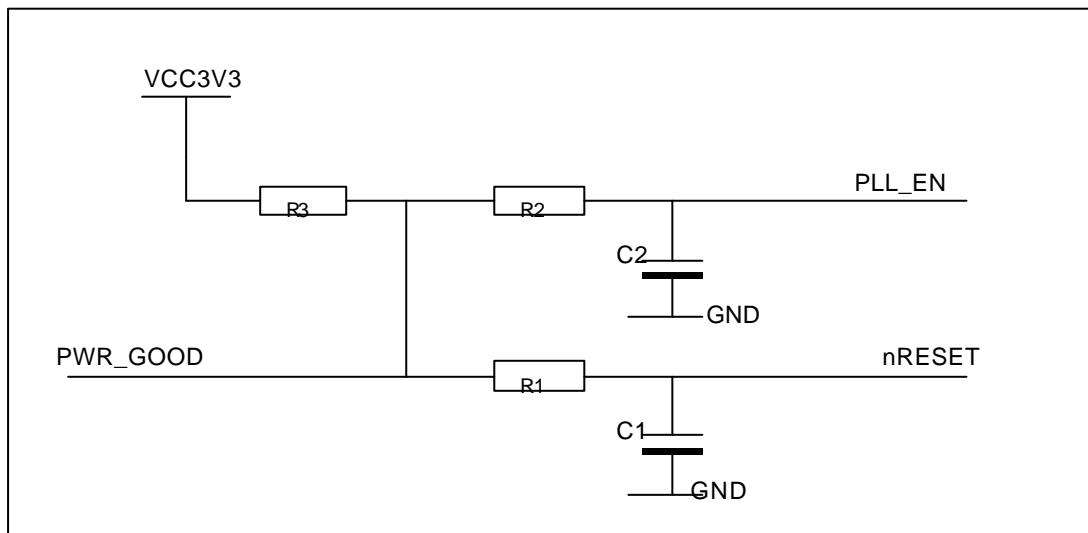 VCC3V3
PLL_EN
R3
R2
C2
GND
PWR_GOOD
nRESET
R1
C1
GND